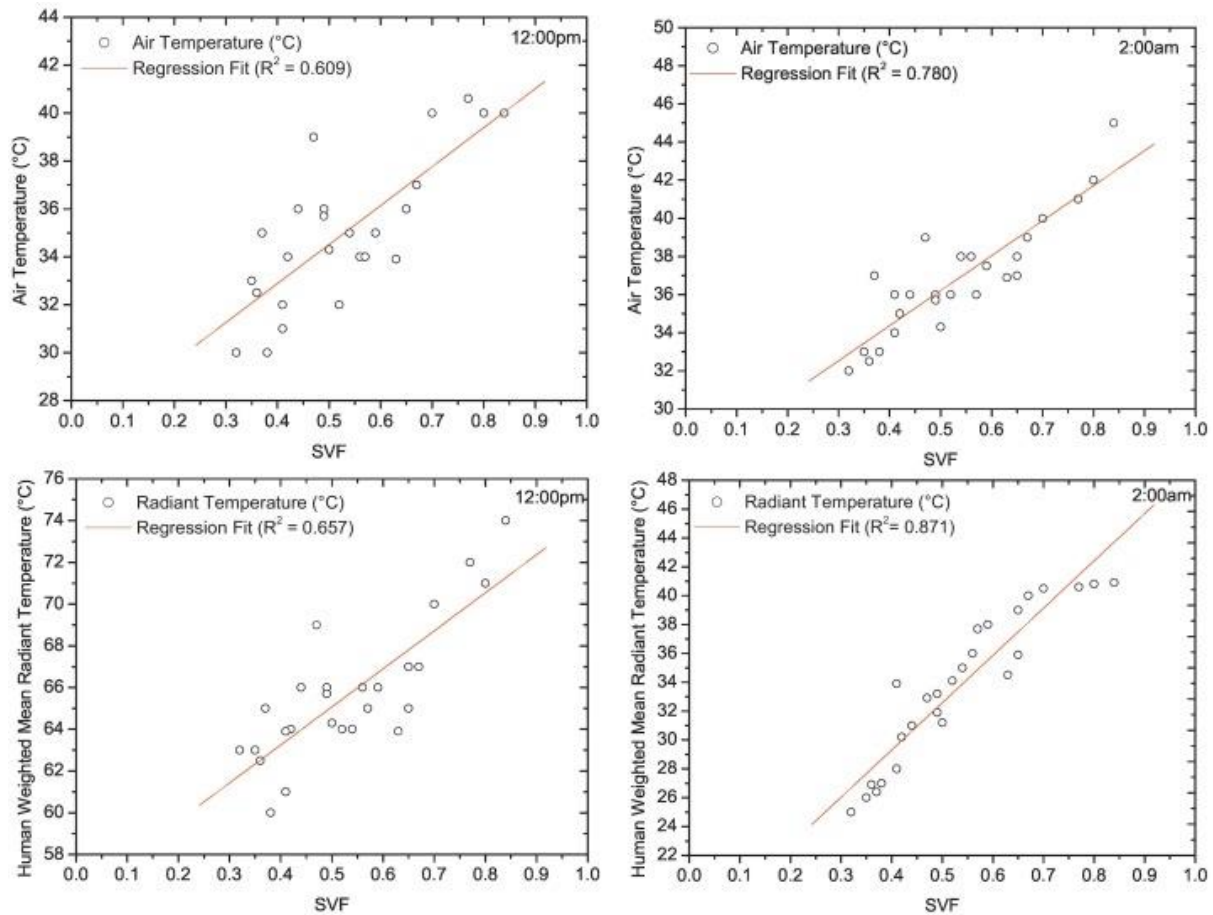 44
42
40
38
36
34
32
30
28
Air Temperature (°C)
Air Temperature (°C)
Regression Fit (R² = 0.609)
12:00pm
0.0 0.1 0.2 0.3 0.4 0.5 0.6 0.7 0.8 0.9 1.0
SVF
50
48
46
44
42
40
38
36
34
32
30
Air Temperature (°C)
Air Temperature (°C)
Regression Fit (R² = 0.780)
2:00am
0.0 0.1 0.2 0.3 0.4 0.5 0.6 0.7 0.8 0.9 1.0
SVF
76
74
72
70
68
66
64
62
60
58
Human Weighted Mean Radiant Temperature (°C)
Radiant Temperature (°C)
Regression Fit (R² = 0.657)
12:00pm
0.0 0.1 0.2 0.3 0.4 0.5 0.6 0.7 0.8 0.9 1.0
SVF
48
46
44
42
40
38
36
34
32
30
28
26
24
22
Human Weighted Mean Radiant Temperature (°C)
Radiant Temperature (°C)
Regression Fit (R² = 0.871)
2:00am
0.0 0.1 0.2 0.3 0.4 0.5 0.6 0.7 0.8 0.9 1.0
SVF